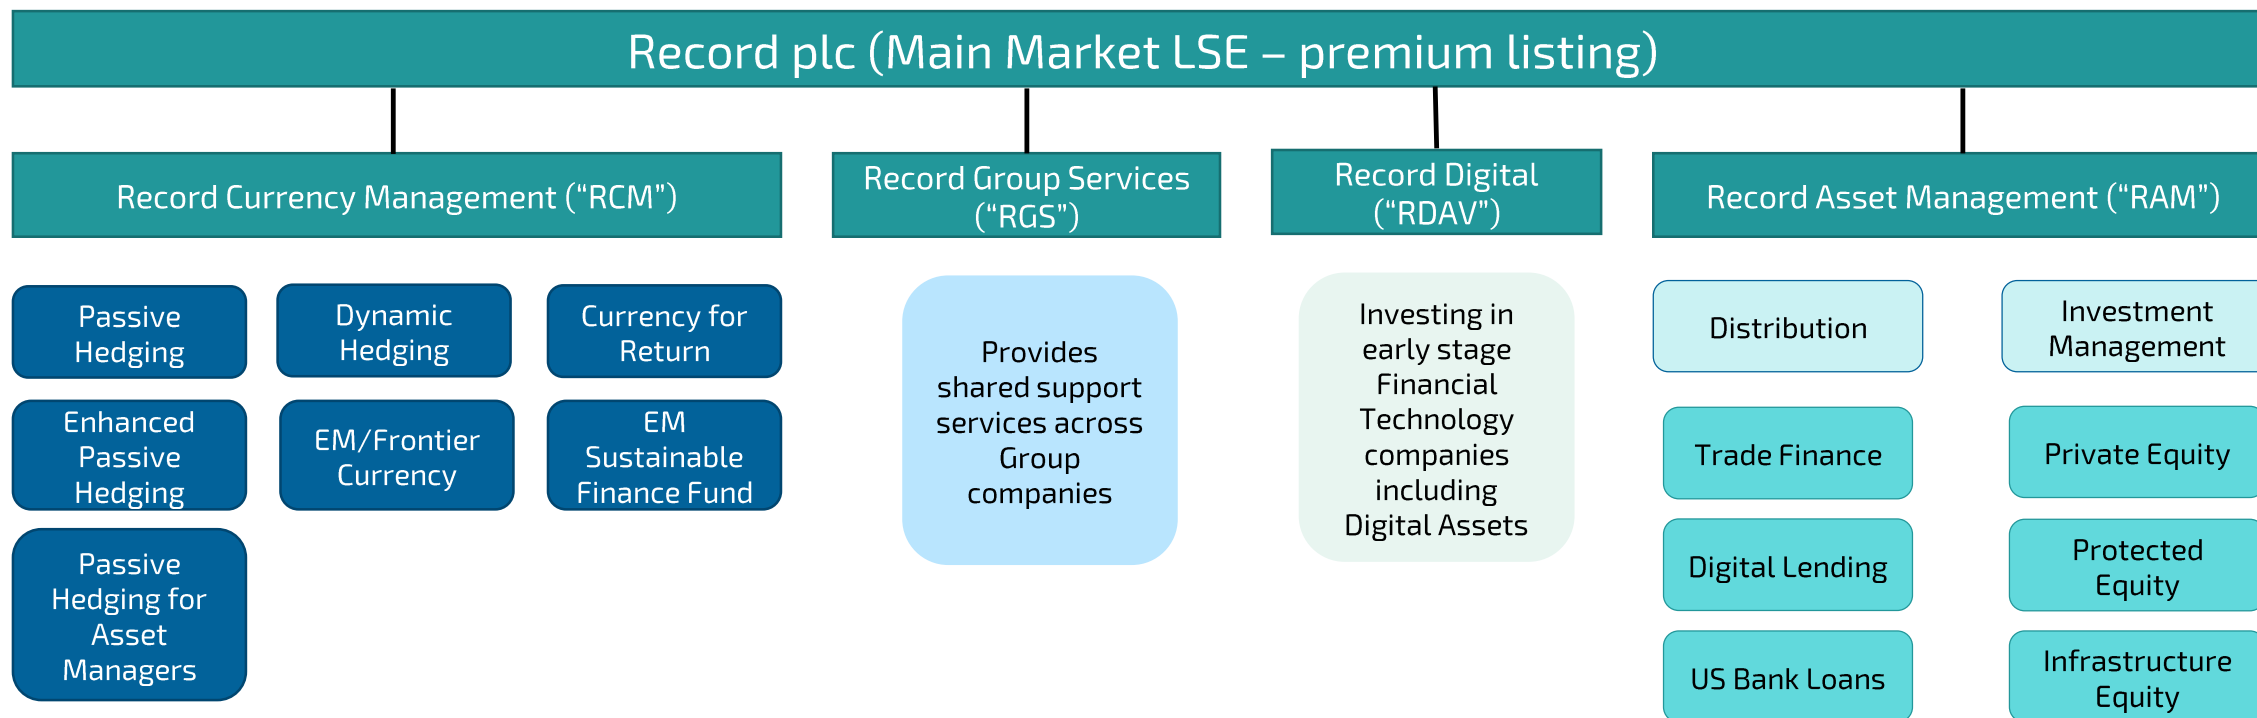 Record plc (Main Market LSE – premium listing)
Record Currency Management (“RCM”)
Record Group Services
(“RGS”)
Record Digital
(“RDAV”)
Record Asset Management (“RAM”)
Passive
Hedging
Dynamic
Hedging
Currency for
Return
Enhanced
Passive
Hedging
EM/Frontier
Currency
EM
Sustainable
Finance Fund
Passive
Hedging for
Asset
Managers
Provides
shared support
services across
Group
companies
Investing in
early stage
Financial
Technology
companies
including
Digital Assets
Distribution
Investment
Management
Trade Finance
Private Equity
Digital Lending
Protected
Equity
US Bank Loans
Infrastructure
Equity